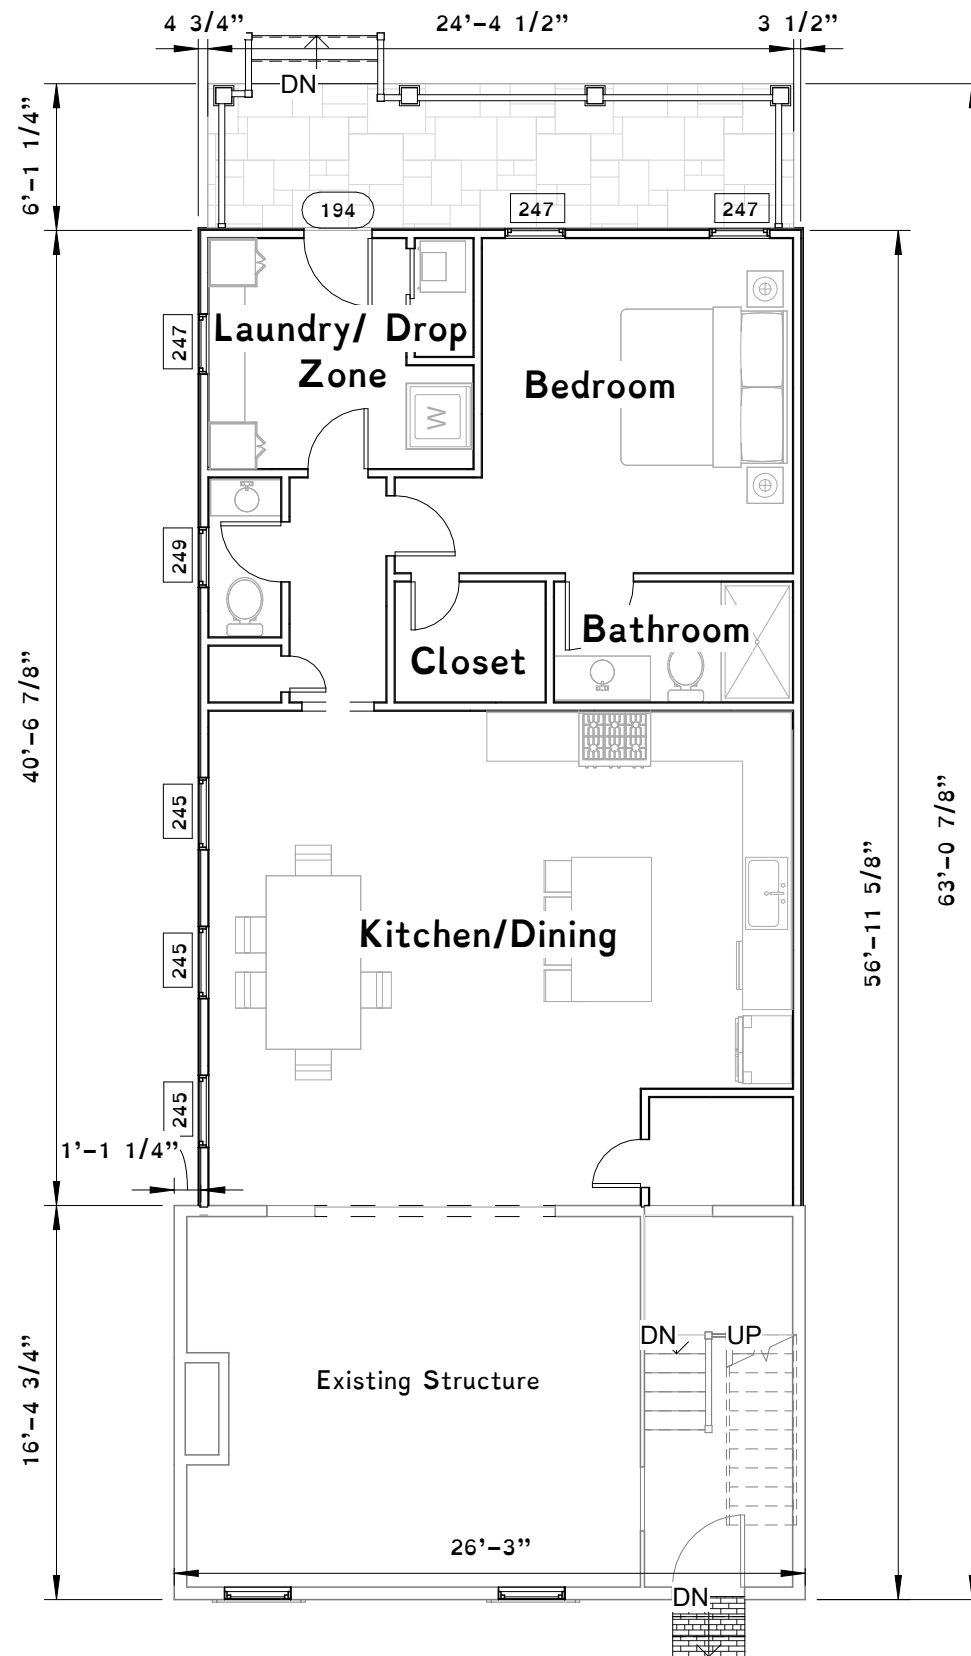 4 3/4” 24’-4 1/2” 3 1/2”
DN
6’-1 1/4”
194 247 247
247
Laundry/ Drop
Zone
Bedroom
W
249
Bathroom
Closet
40’-6 7/8”
245
63’-0 7/8”
56’-11 5/8”
Kitchen/Dining
245
245
1’-1 1/4”
DN UP
Existing Structure
16’-4 3/4”
26’-3”
DN